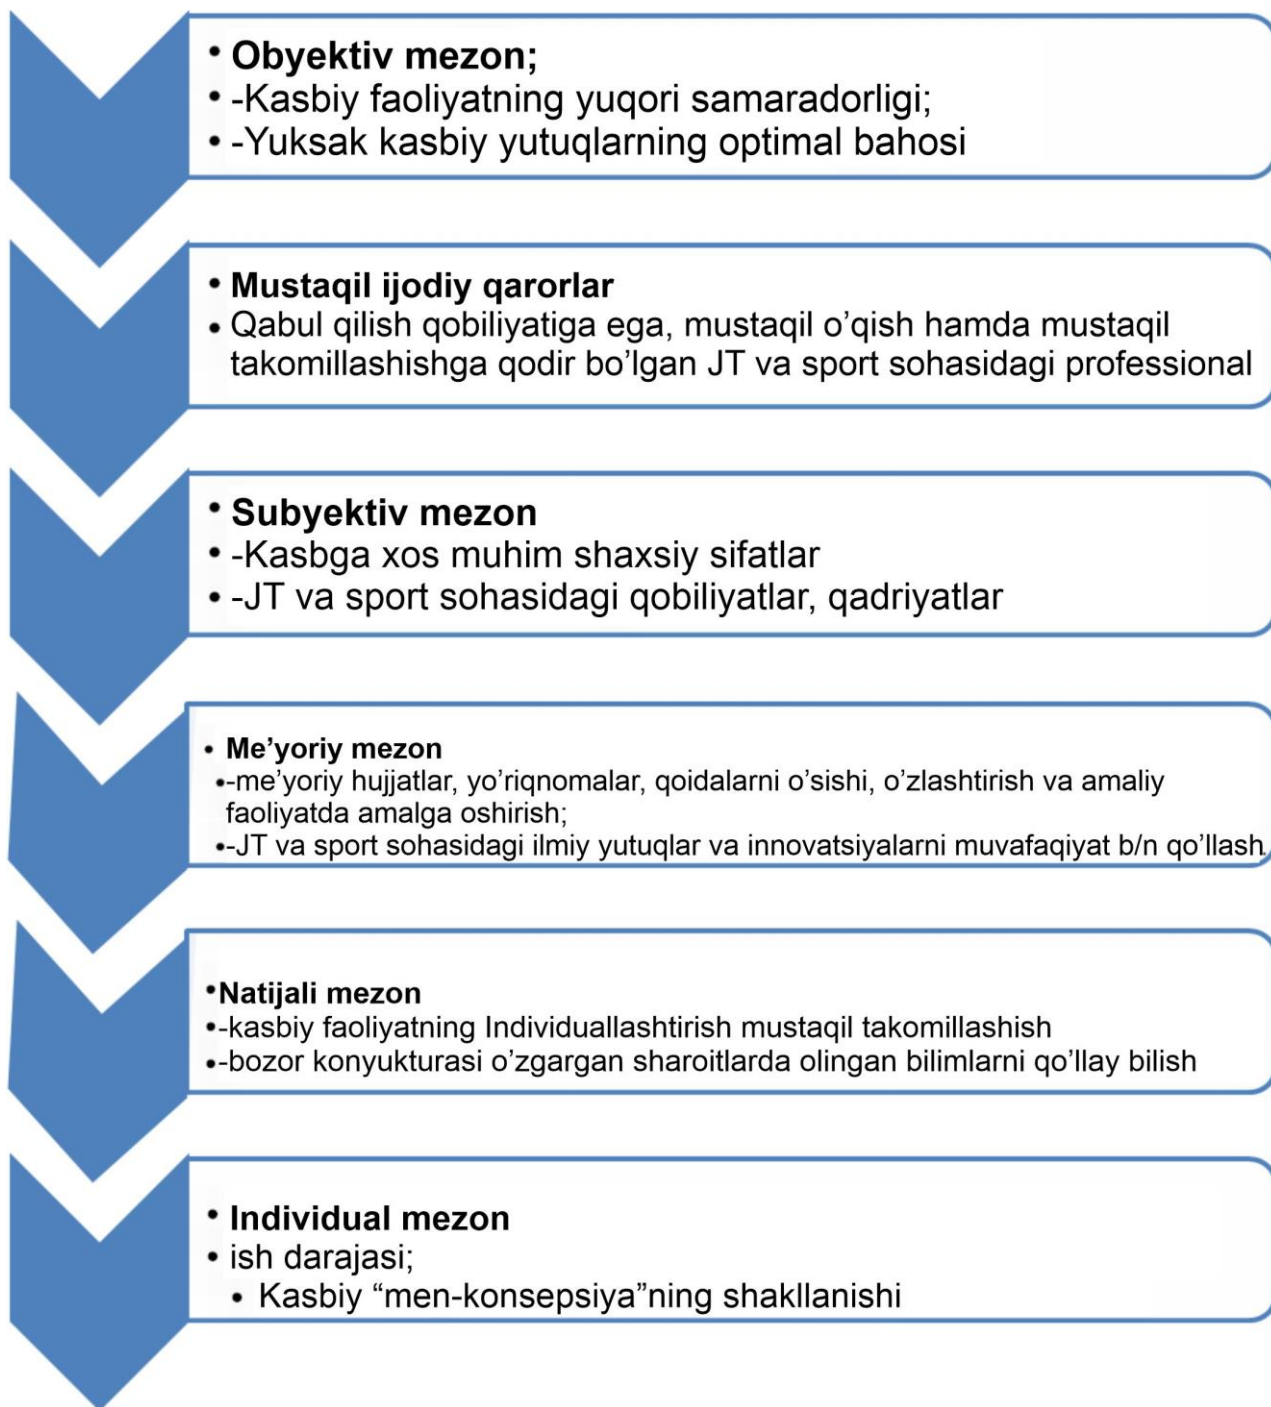 • Obyektiv mezon;
• -Kasbiy faoliyatning yuqori samaradorligi;
• -Yuksak kasbiy yutuqlarning optimal bahosi
• Mustaqil ijodiy qarorlar
• Qabul qilish qobiliyatiga ega, mustaqil o’qish hamda mustaqil
takomillashishga qodir bo’lgan JT va sport sohasidagi professional
• Subyektiv mezon
• -Kasbga xos muhim shaxsiy sifatlar
• -JT va sport sohasidagi qobiliyatlar, qadriyatlar
• Me’yoriy mezon
•-me’yoriy hujjatlar, yo’riqnomalar, qoidalarni o’sishi, o’zlashtirish va amaliy
faoliyatda amalga oshirish;
•-JT va sport sohasidagi ilmiy yutuqlar va innovatsiyalarni muvafaqiyat b/n qo’llash.
•Natijali mezon
•-kasbiy faoliyatning Individuallashtirish mustaqil takomillashish
•-bozor konyukturasi o’zgargan sharoitlarda olingan bilimlarni qo’llay bilish
• Individual mezon
• ish darajasi;
• Kasbiy “men-konsepsiya”ning shakllanishi